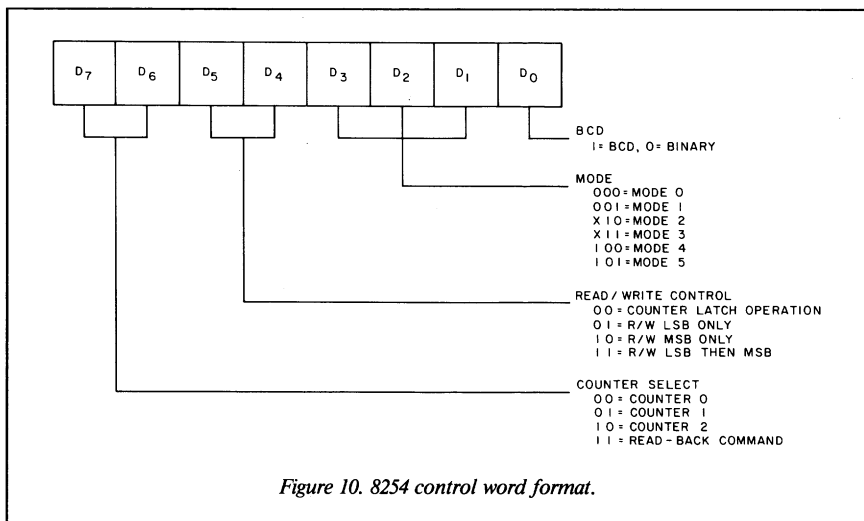 D7 D6 D5 D4 D3 D2 D1 D0
BCD
1= BCD, 0= BINARY
MODE
000= MODE 0
001= MODE 1
X10= MODE 2
X11= MODE 3
100= MODE 4
101= MODE 5
READ/WRITE CONTROL
00= COUNTER LATCH OPERATION
01= R/W LSB ONLY
10= R/W MSB ONLY
11= R/W LSB THEN MSB
COUNTER SELECT
00= COUNTER 0
01= COUNTER 1
10= COUNTER 2
11= READ-BACK COMMAND
Figure 10. 8254 control word format.